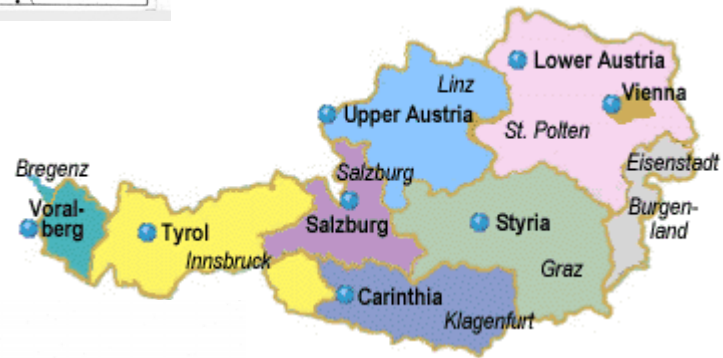 Lower Austria
Linz
Vienna
Upper Austria
St. Polten
Bregenz
Salzburg
Eisenstadt
Voral-
berg
Tyrol
Salzburg
Styria
Burgen-
land
Innsbruck
Graz
Carinthia
Klagenfurt